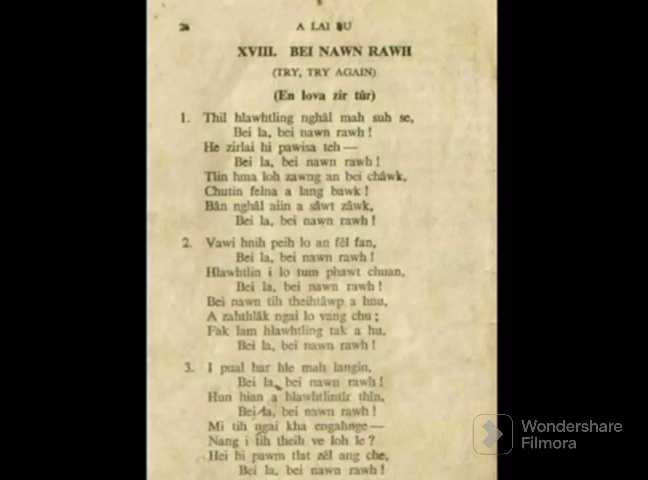 26 A LAI BU
XVIII. BEI NAWN RAWH
(TRY, TRY AGAIN)
(En lova zir tûr)
1. Thil hlawhtling nghâl mah suh se,
Bei la, bei nawn rawh !
He zirlai hi pawisa teh —
Bei la, bei nawn rawh !
Tlin hma loh zawng an bei châwk,
Chutin felna a lang bawk !
Bân nghâl aiin a sâwt zâwk,
Bei la, bei nawn rawh !
2. Vawi hnih peih lo an fêl fan,
Bei la, bei nawn rawh !
Hlawhtlin i lo tum phawt chuan,
Bei la, bei nawn rawh !
Bei nawn tih theihtâwp a hnu,
A zahthlâk ngai lo vang chu ;
Fak lam hlawhtling tak a hu,
Bei la, bei nawn rawh !
3. I pual har hle mah langin,
Bei la, bei nawn rawh !
Hun hian a hlawhtlintîr thîn,
Bei la, bei nawn rawh !
Mi tih ngai kha engahnge —
Nang i tih theih ve loh le ?
Hei hi pawm tlat zêl ang che,
Bei la, bei nawn rawh !
Wondershare
Filmora